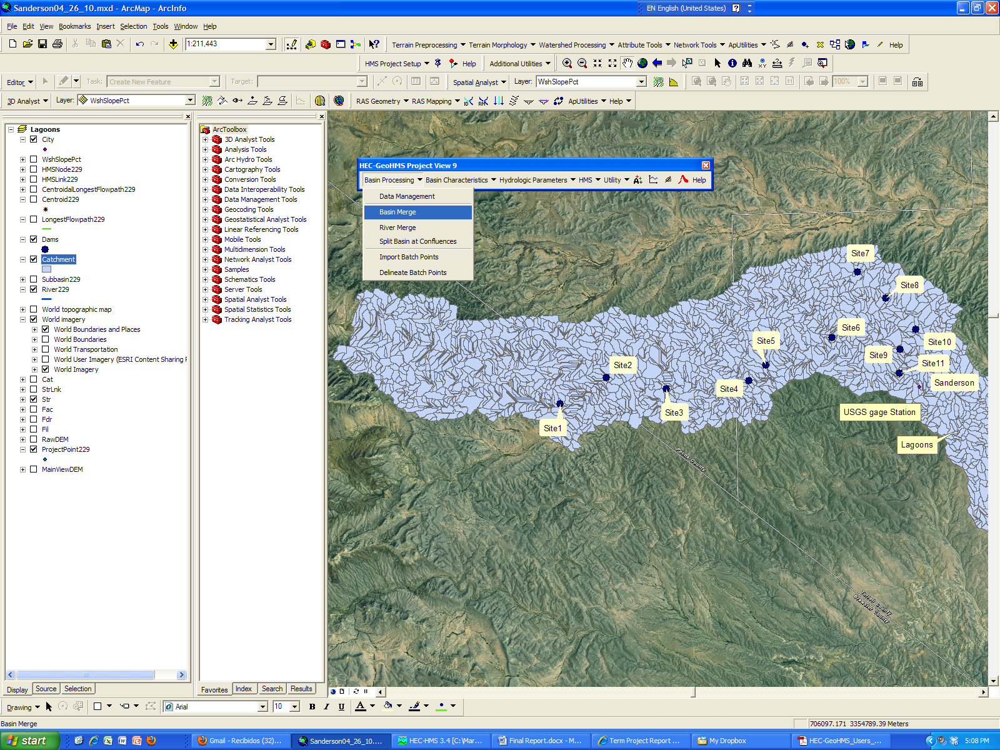 Sanderson04_26_10.mxd - ArcMap - ArcInfo
EN English (United States)
File Edit View Bookmarks Insert Selection Tools Window Help
1:211,443
Terrain Preprocessing Terrain Morphology Watershed Processing Attribute Tools Network Tools ApUtilities Help
HMS Project Setup Help Additional Utilities
Editor Task: Create New Feature Target: Spatial Analyst Layer: WshSlopePct 100%
3D Analyst Layer: WshSlopePct RAS Geometry RAS Mapping ApUtilities Help
Lagoons
City
WshSlopePct
HMSNode229
HMSLink229
CentroidalLongestFlowpath229
Centroid229
LongestFlowpath229
Dams
Catchment
Subbasin229
River229
World topographic map
World imagery
World Boundaries and Places
World Boundaries
World Transportation
World User Imagery (ESRI Content Sharing P
World Imagery
Cat
StrLnk
Str
Fac
Fdr
Fil
RawDEM
ProjectPoint229
MainViewDEM
Display Source Selection
ArcToolbox
3D Analyst Tools
Analysis Tools
Arc Hydro Tools
Cartography Tools
Conversion Tools
Data Interoperability Tools
Data Management Tools
Geocoding Tools
Geostatistical Analyst Tools
Linear Referencing Tools
Mobile Tools
Multidimension Tools
Network Analyst Tools
Samples
Schematics Tools
Server Tools
Spatial Analyst Tools
Spatial Statistics Tools
Tracking Analyst Tools
Favorites Index Search Results
HEC-GeoHMS Project View 9
Basin Processing Basin Characteristics Hydrologic Parameters HMS Utility Help
Data Management
Basin Merge
River Merge
Split Basin at Confluences
Import Batch Points
Delineate Batch Points
Site7
Site8
Site6
Site5
Site10
Site9
Site11
Site2
Sanderson
Site4
Site3
USGS gage Station
Site1
Lagoons
Pecos County
Terrell County
Brewster County
Drawing Arial 10 B I U A
Basin Merge
706097.171 3354789.39 Meters
start
Gmail - Recibidos (32)...
Sanderson04_26_10....
HEC-HMS 3.4 [C:\Mar...
Final Report.docx - M...
Term Project Report ...
My Dropbox
HEC-GeoHMS_Users_...
5:08 PM